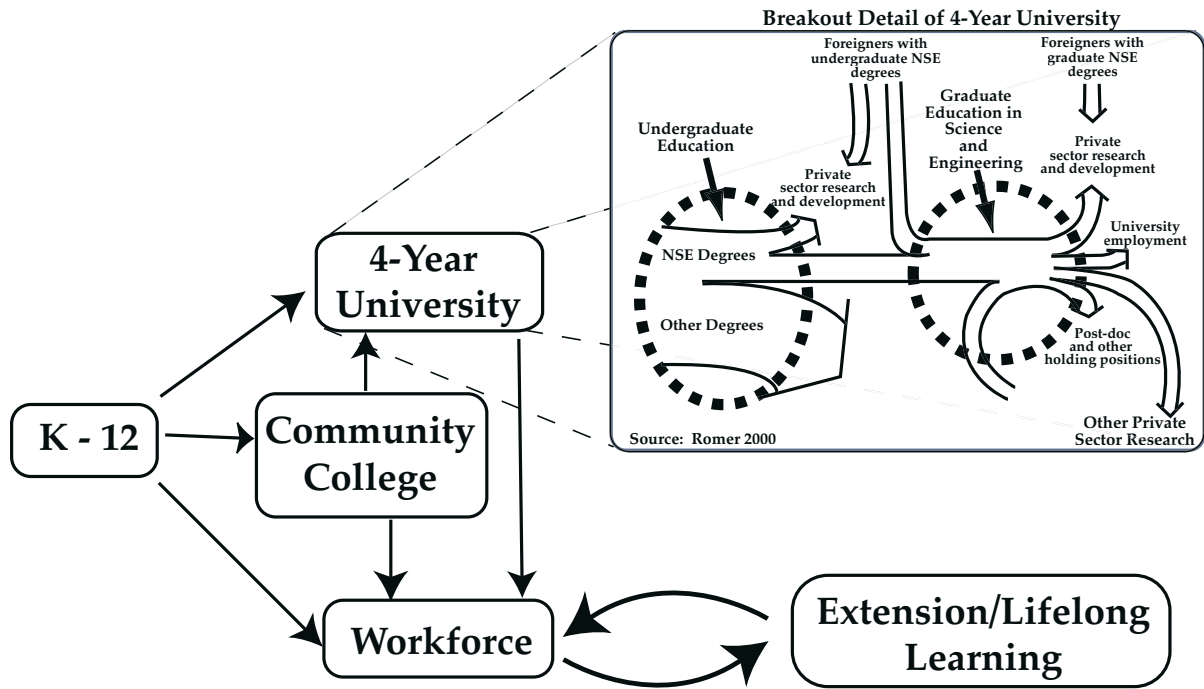 Breakout Detail of 4-Year University
Foreigners with
undergraduate NSE
degrees
Foreigners with
graduate NSE
degrees
Graduate
Education in
Science
and
Engineering
Undergraduate
Education
Private
sector research
and development
Private
sector research
and development
University
employment
NSE Degrees
Other Degrees
Post-doc
and other
holding positions
Other Private
Sector Research
Source: Romer 2000
4-Year
University
K - 12
Community
College
Workforce
Extension/Lifelong
Learning